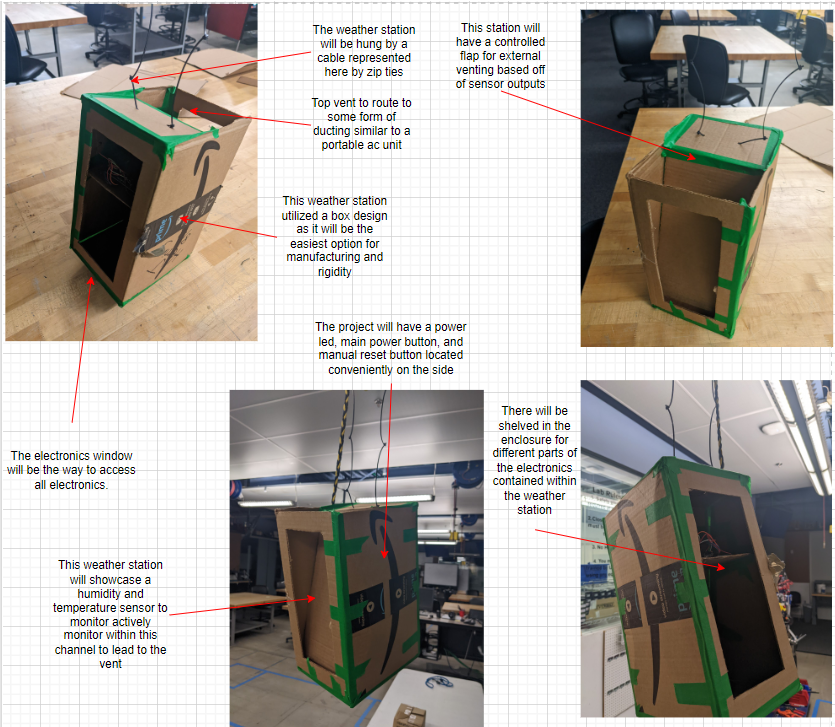 The weather station
will be hung by a
cable represented
here by zip ties
This station will
have a controlled
flap for external
venting based off
of sensor outputs
Top vent to route to
some form of
ducting similar to a
portable ac unit
This weather station
utilized a box design
as it will be the
easiest option for
manufacturing and
rigidity
prime
The project will have a power
led, main power button, and
manual reset button located
conveniently on the side
The electronics window
will be the way to access
all electronics.
There will be
shelved in the
enclosure for
different parts of
the electronics
contained within
the weather
station
This weather station
will showcase a
humidity and
temperature sensor to
monitor actively
monitor within this
channel to lead to the
vent